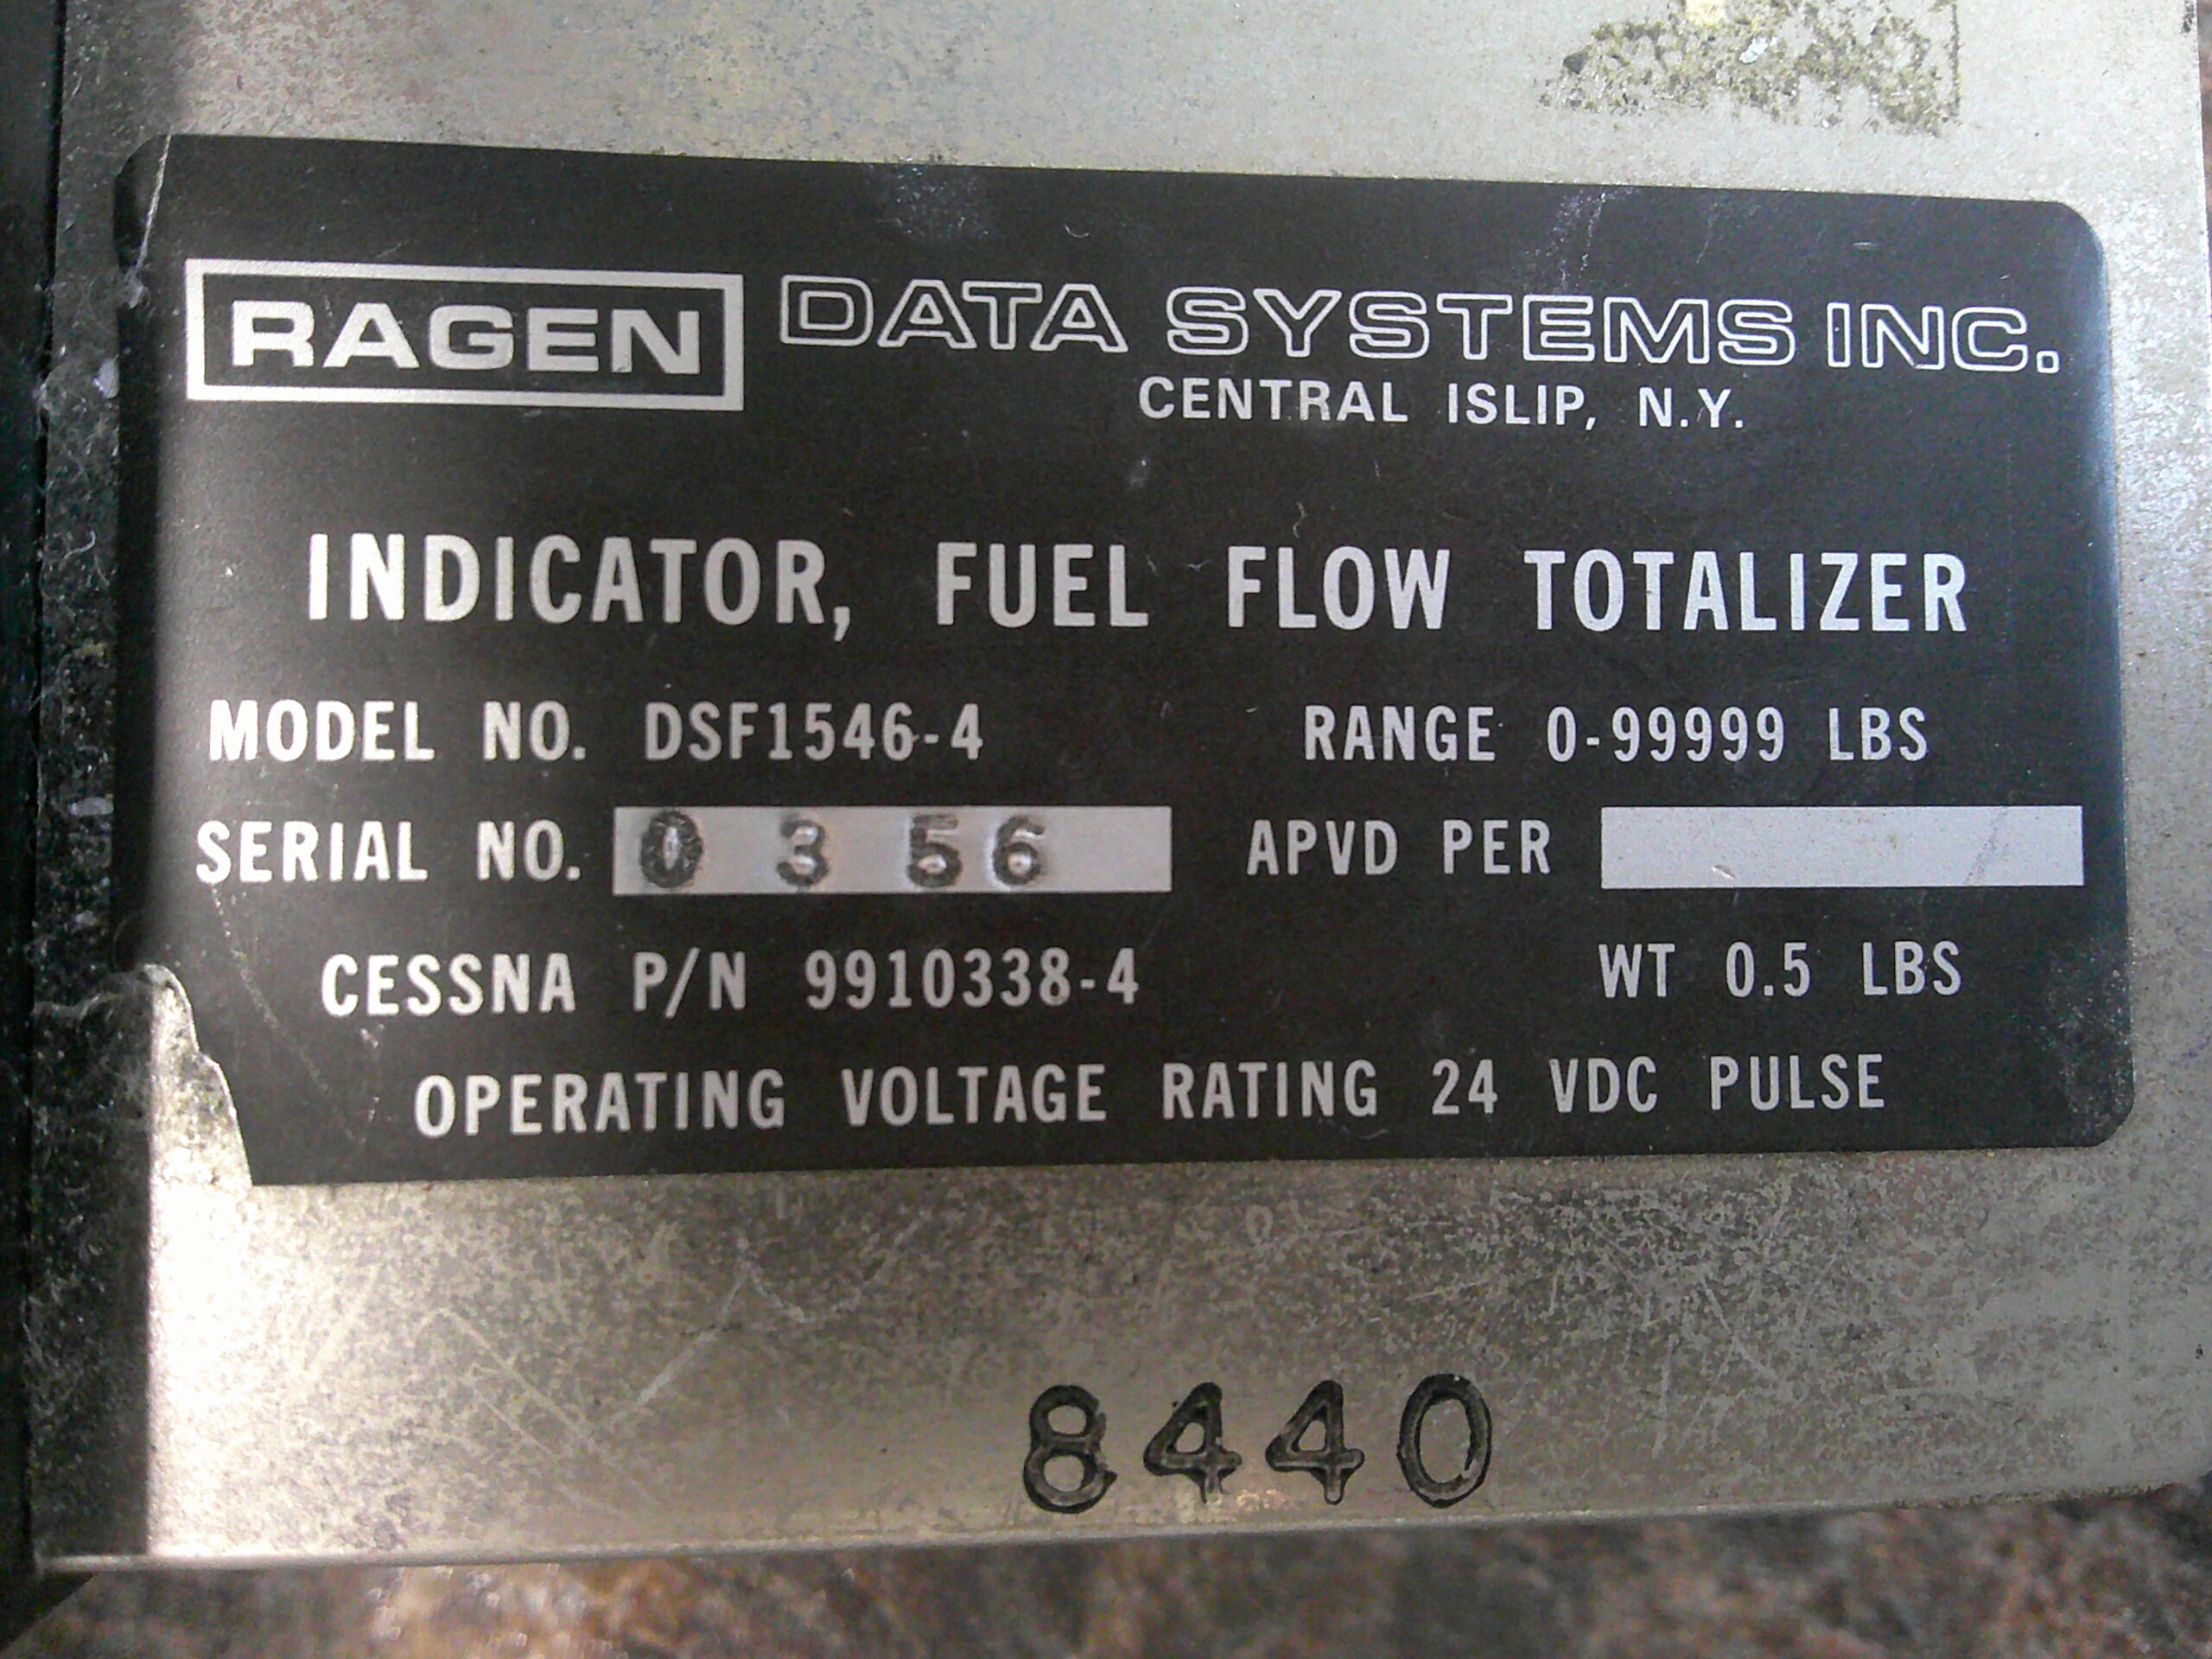 RAGEN DATA SYSTEMS INC.
CENTRAL ISLIP, N.Y.
INDICATOR, FUEL FLOW TOTALIZER
MODEL NO. DSF1546-4 RANGE 0-99999 LBS
SERIAL NO. 0 3 56 APVD PER
CESSNA P/N 9910338-4 WT 0.5 LBS
OPERATING VOLTAGE RATING 24 VDC PULSE
8440